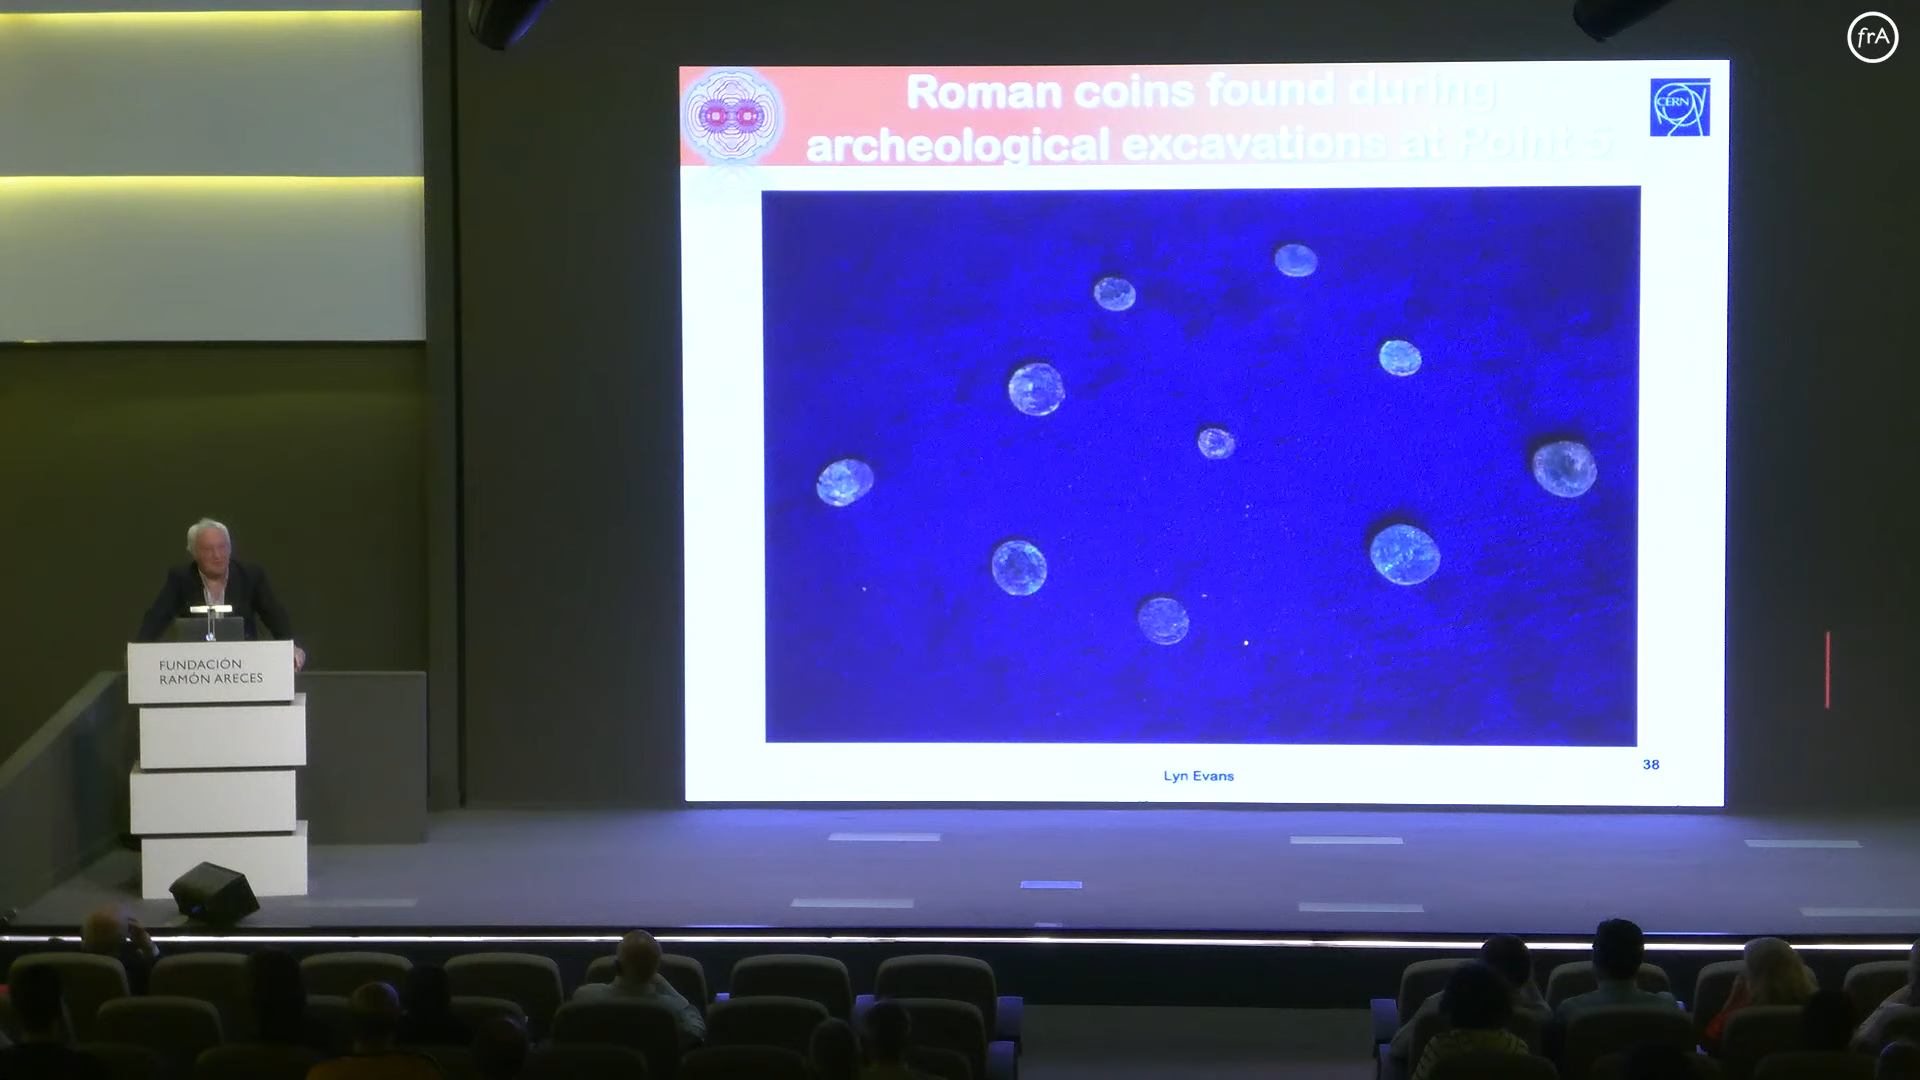 frA
Roman coins found during
archeological excavations at Point 5
CERN
FUNDACIÓN
RAMÓN ARECES
Lyn Evans
38